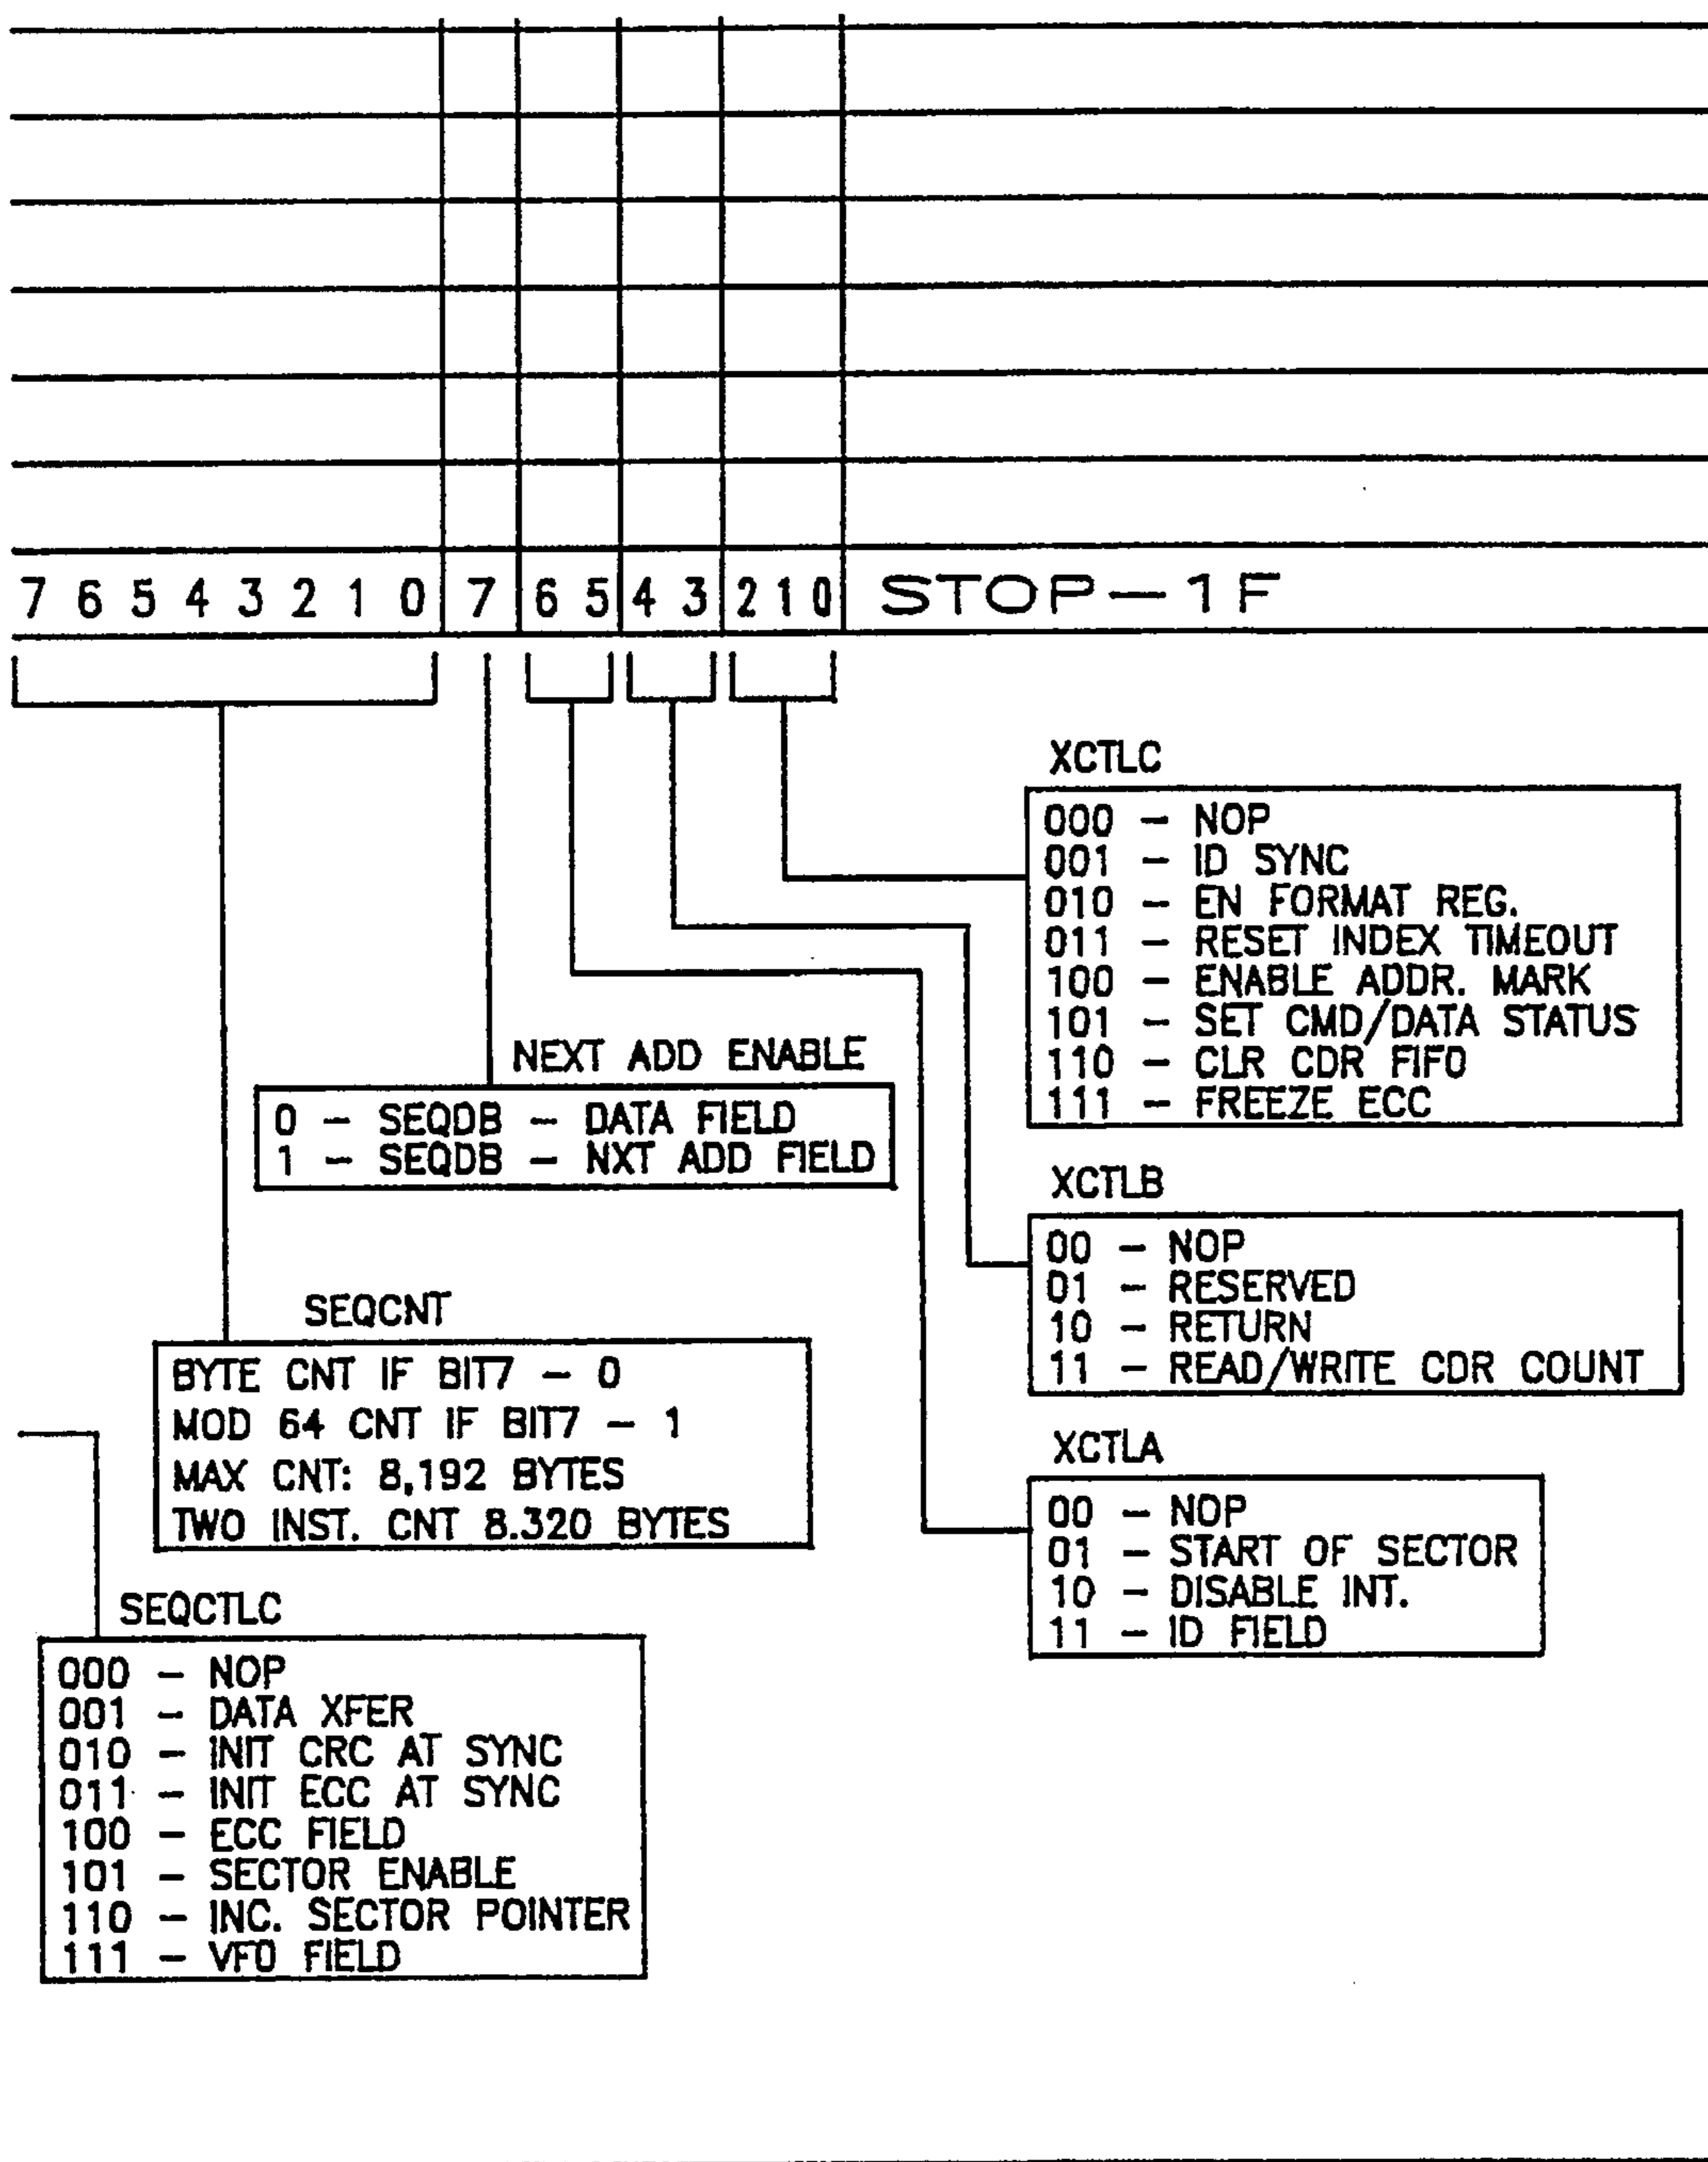 7 6 5 4 3 2 1 0 7 6 5 4 3 2 1 0 STOP-1F
XCTLC
000 - NOP
001 - ID SYNC
010 - EN FORMAT REG.
011 - RESET INDEX TIMEOUT
100 - ENABLE ADDR. MARK
101 - SET CMD/DATA STATUS
110 - CLR CDR FIFO
111 - FREEZE ECC
NEXT ADD ENABLE
0 - SEQDB - DATA FIELD
1 - SEQDB - NXT ADD FIELD
XCTLB
00 - NOP
01 - RESERVED
10 - RETURN
11 - READ/WRITE CDR COUNT
SEQCNT
BYTE CNT IF BIT7 - 0
MOD 64 CNT IF BIT7 - 1
MAX CNT: 8,192 BYTES
TWO INST. CNT 8.320 BYTES
XCTLA
00 - NOP
01 - START OF SECTOR
10 - DISABLE INT.
11 - ID FIELD
SEQCTLC
000 - NOP
001 - DATA XFER
010 - INIT CRC AT SYNC
011 - INIT ECC AT SYNC
100 - ECC FIELD
101 - SECTOR ENABLE
110 - INC. SECTOR POINTER
111 - VFO FIELD